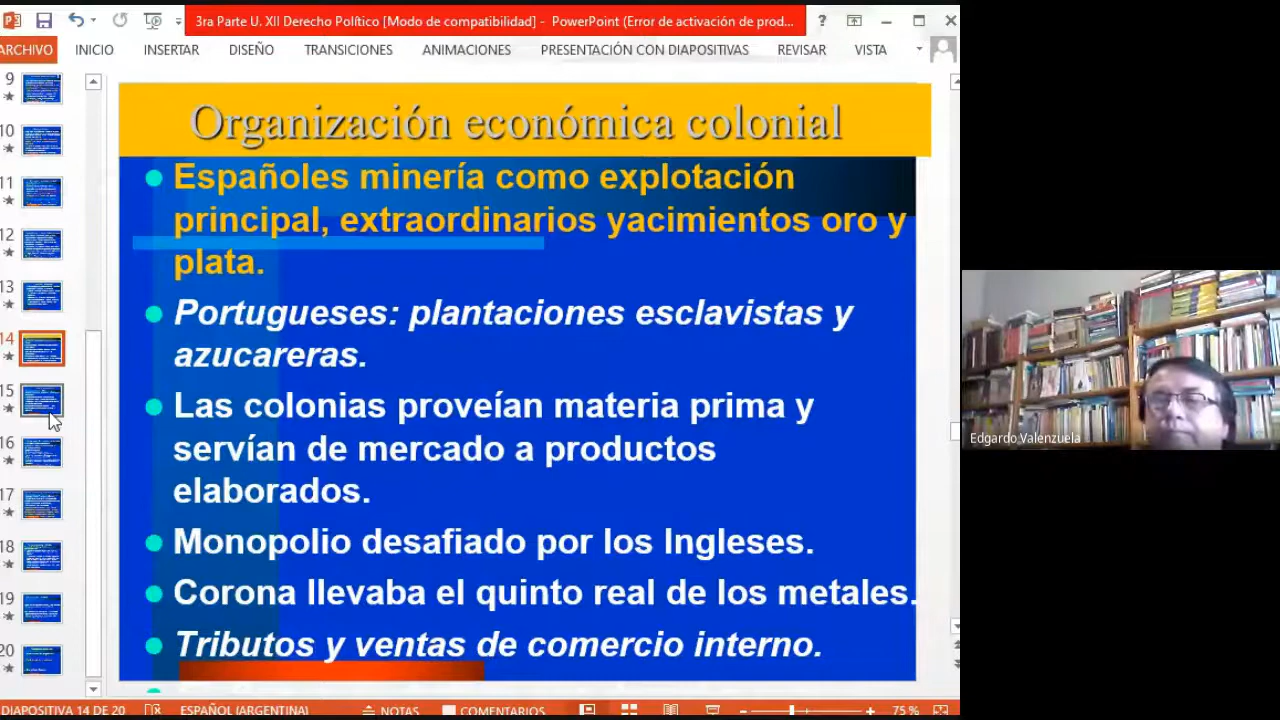 3ra Parte U. XII Derecho Político [Modo de compatibilidad] - PowerPoint (Error de activación de prod...
?
ARCHIVO INICIO INSERTAR DISEÑO TRANSICIONES ANIMACIONES PRESENTACIÓN CON DIAPOSITIVAS REVISAR VISTA
9
10
11
12
13
14
15
16
17
18
19
20
Organización económica colonial
Españoles minería como explotación
principal, extraordinarios yacimientos oro y
plata.
Portugueses: plantaciones esclavistas y
azucareras.
Las colonias proveían materia prima y
servían de mercado a productos
elaborados.
Monopolio desafiado por los Ingleses.
Corona llevaba el quinto real de los metales.
Tributos y ventas de comercio interno.
Edgardo Valenzuela
DIAPOSITIVA 14 DE 20 ESPAÑOL (ARGENTINA) NOTAS COMENTARIOS 75 %